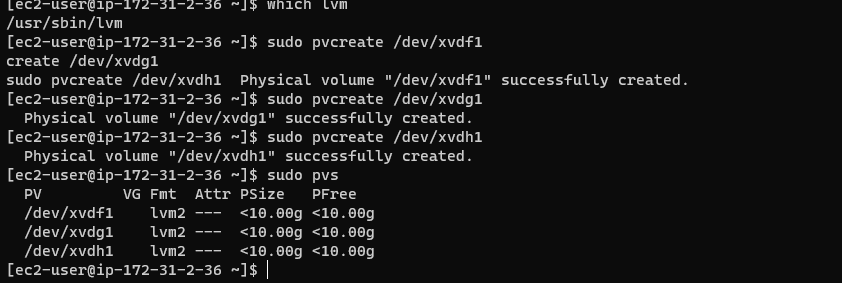 [ec2-user@ip-172-31-2-36 ~]$ which lvm
/usr/sbin/lvm
[ec2-user@ip-172-31-2-36 ~]$ sudo pvcreate /dev/xvdf1
create /dev/xvdg1
sudo pvcreate /dev/xvdh1  Physical volume "/dev/xvdf1" successfully created.
[ec2-user@ip-172-31-2-36 ~]$ sudo pvcreate /dev/xvdg1
  Physical volume "/dev/xvdg1" successfully created.
[ec2-user@ip-172-31-2-36 ~]$ sudo pvcreate /dev/xvdh1
  Physical volume "/dev/xvdh1" successfully created.
[ec2-user@ip-172-31-2-36 ~]$ sudo pvs
  PV         VG Fmt  Attr PSize   PFree
  /dev/xvdf1    lvm2 ---  <10.00g <10.00g
  /dev/xvdg1    lvm2 ---  <10.00g <10.00g
  /dev/xvdh1    lvm2 ---  <10.00g <10.00g
[ec2-user@ip-172-31-2-36 ~]$